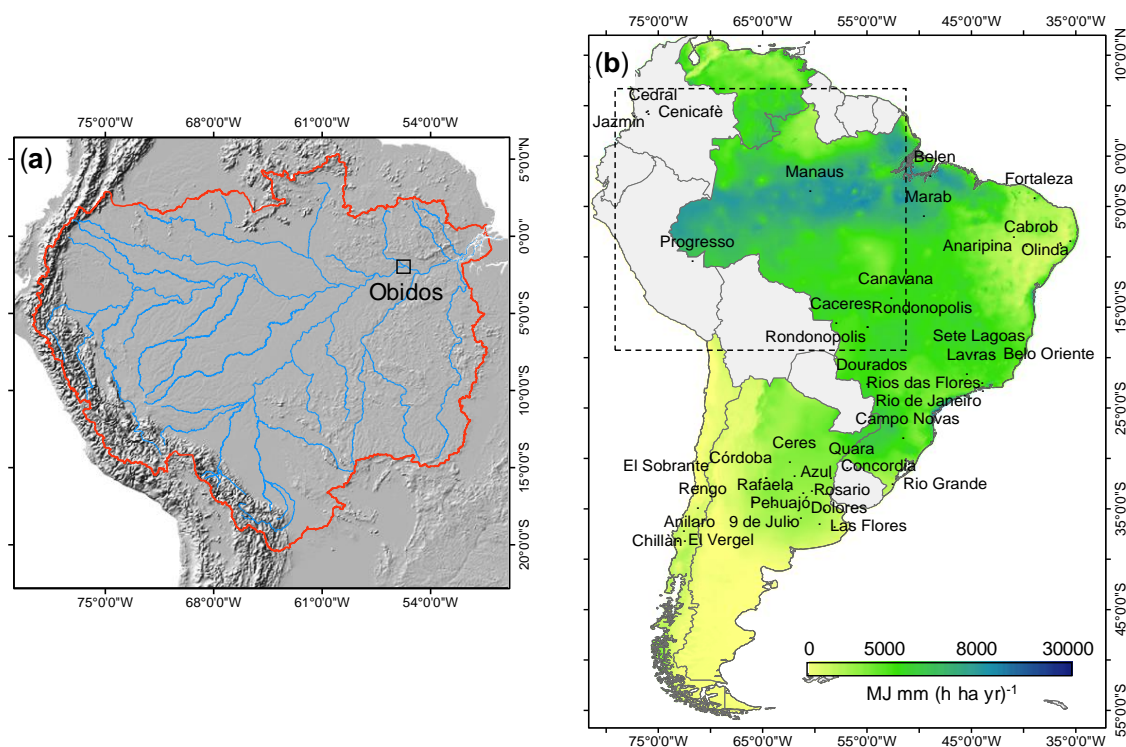 (a)
75°0'0"W 68°0'0"W 61°0'0"W 54°0'0"W
5°0'0"N
0°0'0"
5°0'0"S
10°0'0"S
15°0'0"S
20°0'0"S
Obidos
75°0'0"W 68°0'0"W 61°0'0"W 54°0'0"W
(b)
75°0'0"W 65°0'0"W 55°0'0"W 45°0'0"W 35°0'0"W
10°0'0"N
0°0'0"
5°0'0"S
15°0'0"S
25°0'0"S
35°0'0"S
45°0'0"S
55°0'0"S
Cedral
Cenicafè
Jazmín
Belen
Manaus
Fortaleza
Marab
Cabrob
Progresso
Anaripina
Olinda
Canavana
Caceres
Rondonopolis
Rondonopolis
Sete Lagoas
Lavras
Belo Oriente
Dourados
Rios das Flores
Rio de Janeiro
Campo Novas
Ceres
Quara
Córdoba
El Sobrante
Azul
Concordia
Rengo
Rafaela
Rosario
Rio Grande
Pehuajó
Dolores
Anilaro
9 de Julio
Las Flores
Chillàn
El Vergel
0 5000 8000 30000
MJ mm (h ha yr)-1
75°0'0"W 65°0'0"W 55°0'0"W 45°0'0"W 35°0'0"W